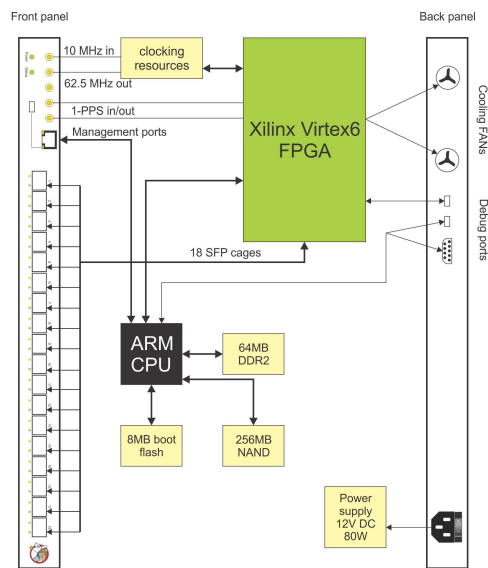 Front panel
Back panel
10 MHz in
clocking
resources
62.5 MHz out
1-PPS in/out
Management ports
Xilinx Virtex6
FPGA
Cooling FANs
Debug ports
18 SFP cages
ARM
CPU
64MB
DDR2
8MB boot
flash
256MB
NAND
Power
supply
12V DC
80W